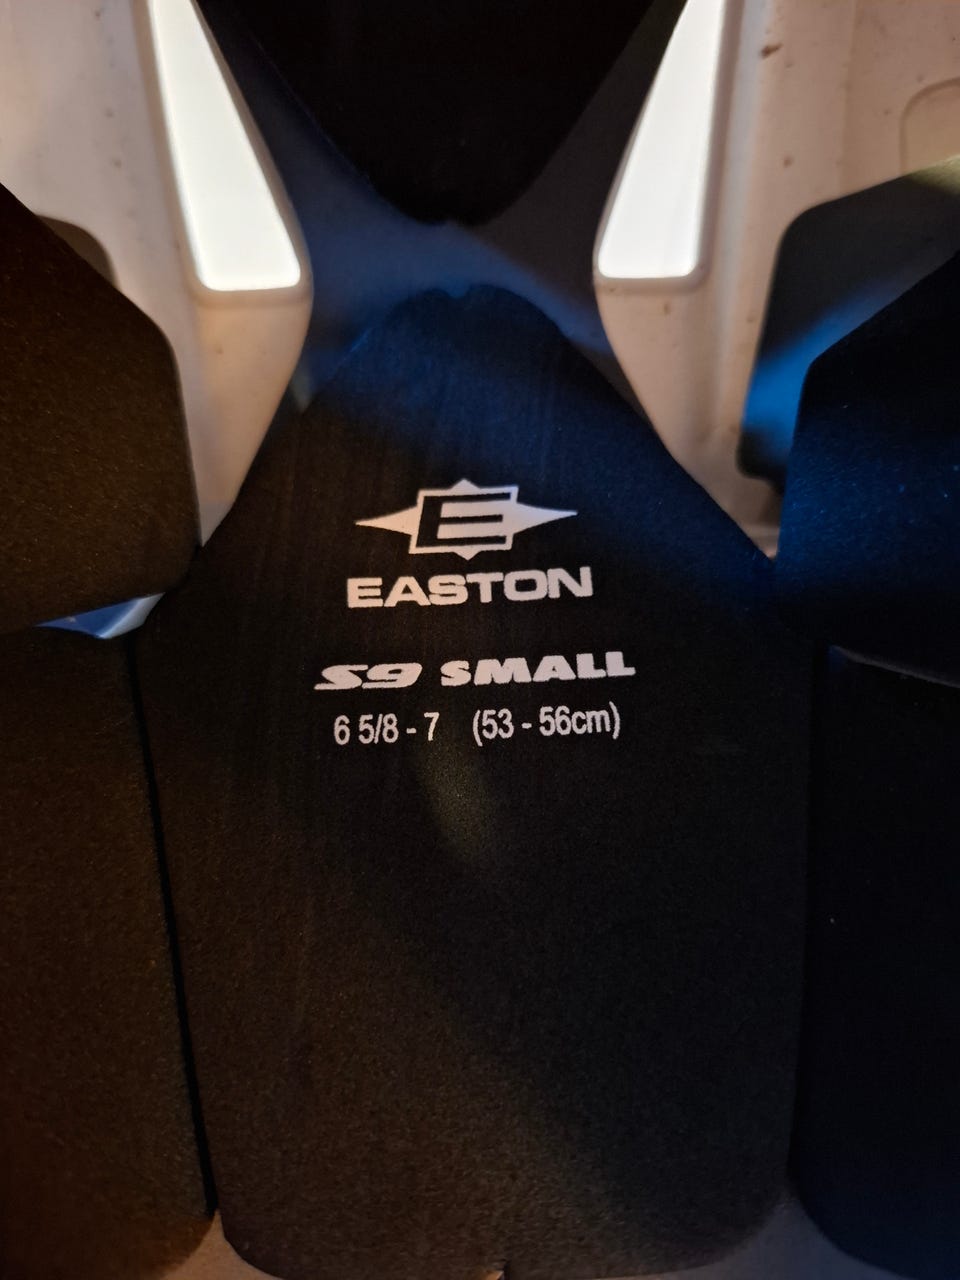 E
EASTON
S9 SMALL
6 5/8 - 7 (53 - 56cm)